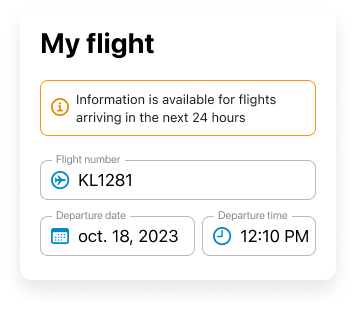 My flight
Information is available for flights
arriving in the next 24 hours
Flight number
KL1281
Departure date
oct. 18, 2023
Departure time
12:10 PM